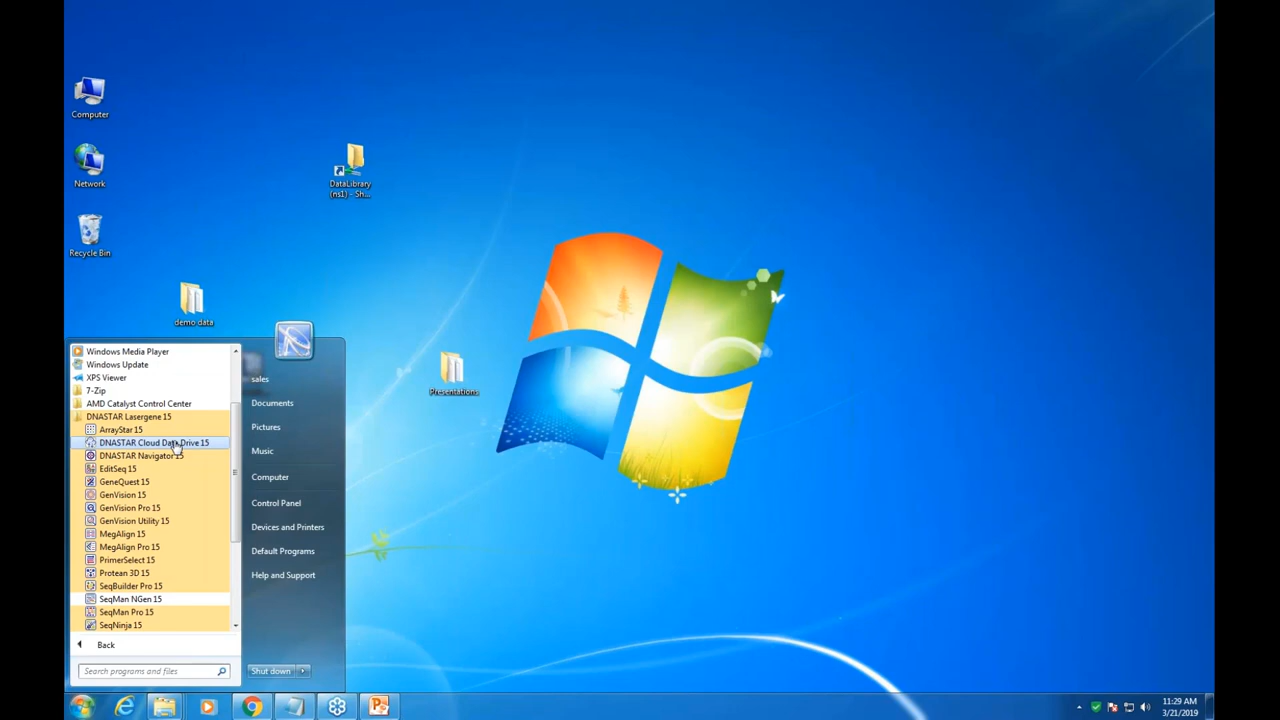 Computer
Network
Recycle Bin
DataLibrary
(ns1) - Sh...
demo data
Presentations
Windows Media Player
Windows Update
XPS Viewer
7-Zip
AMD Catalyst Control Center
DNASTAR Lasergene 15
ArrayStar 15
DNASTAR Cloud Data Drive 15
DNASTAR Navigator 15
EditSeq 15
GeneQuest 15
GenVision 15
GenVision Pro 15
GenVision Utility 15
MegAlign 15
MegAlign Pro 15
PrimerSelect 15
Protean 3D 15
SeqBuilder Pro 15
SeqMan NGen 15
SeqMan Pro 15
SeqNinja 15
Back
Search programs and files
sales
Documents
Pictures
Music
Computer
Control Panel
Devices and Printers
Default Programs
Help and Support
Shut down
11:29 AM
3/21/2019